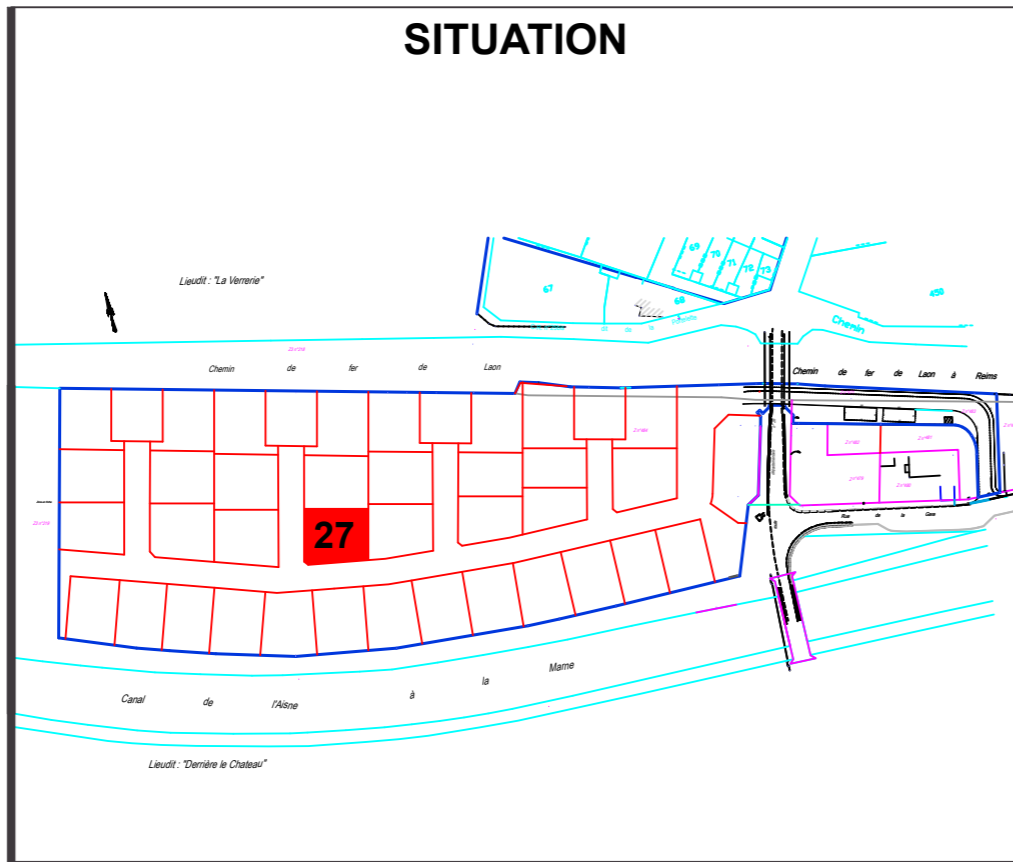 SITUATION
69
70
71
72
73
67
68
450
Lieudit : "La Verrerie"
Chemin
Chemin de fer de Laon
Chemin de fer de Laon à Reims
Rue de la Gare
27
Canal de l'Aisne à la Marne
Lieudit : "Derrière le Chateau"